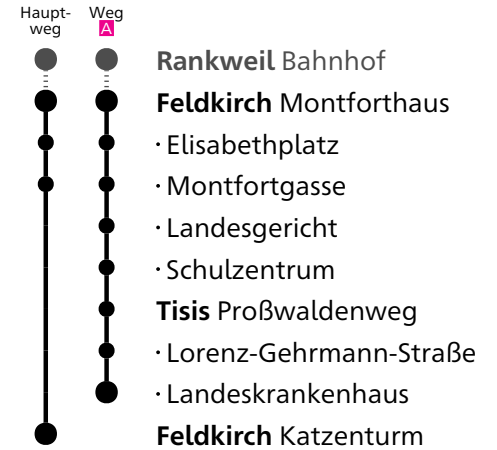 Haupt- Weg
weg A
Rankweil Bahnhof
Feldkirch Montforthaus
· Elisabethplatz
· Montfortgasse
· Landesgericht
· Schulzentrum
Tisis Proßwaldenweg
· Lorenz-Gehrmann-Straße
· Landeskrankenhaus
Feldkirch Katzenturm